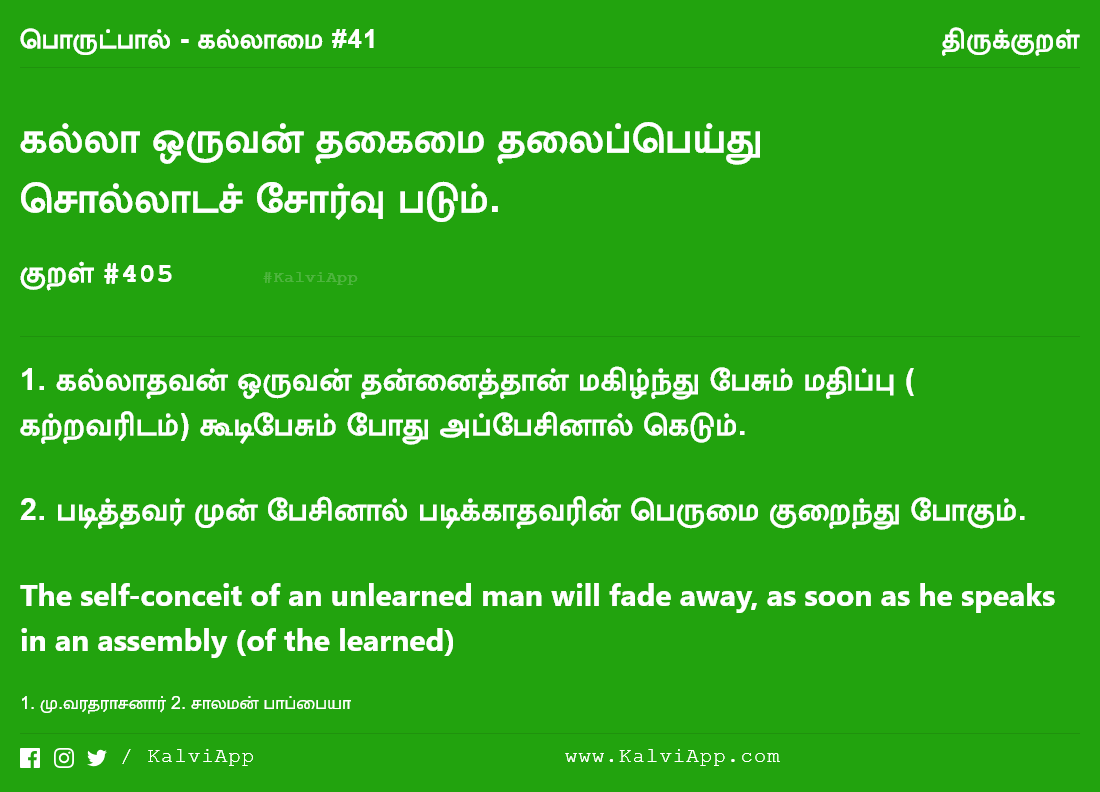 பொருட்பால் - கல்லாமை #41
திருக்குறள்
கல்லா ஒருவன் தகைமை தலைப்பெய்து
சொல்லாடச் சோர்வு படும்.
குறள் #405
#KalviApp
1. கல்லாதவன் ஒருவன் தன்னைத்தான் மகிழ்ந்து பேசும் மதிப்பு (
கற்றவரிடம்) கூடிபேசும் போது அப்பேசினால் கெடும்.
2. படித்தவர் முன் பேசினால் படிக்காதவரின் பெருமை குறைந்து போகும்.
The self-conceit of an unlearned man will fade away, as soon as he speaks
in an assembly (of the learned)
1. மு.வரதராசனார் 2. சாலமன் பாப்பையா
/ KalviApp
www.KalviApp.com